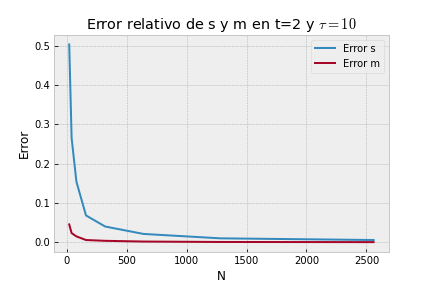 Error relativo de s y m en t=2 y τ = 10
Error s
Error m
0.5
0.4
0.3
0.2
0.1
0.0
Error
0 500 1000 1500 2000 2500
N